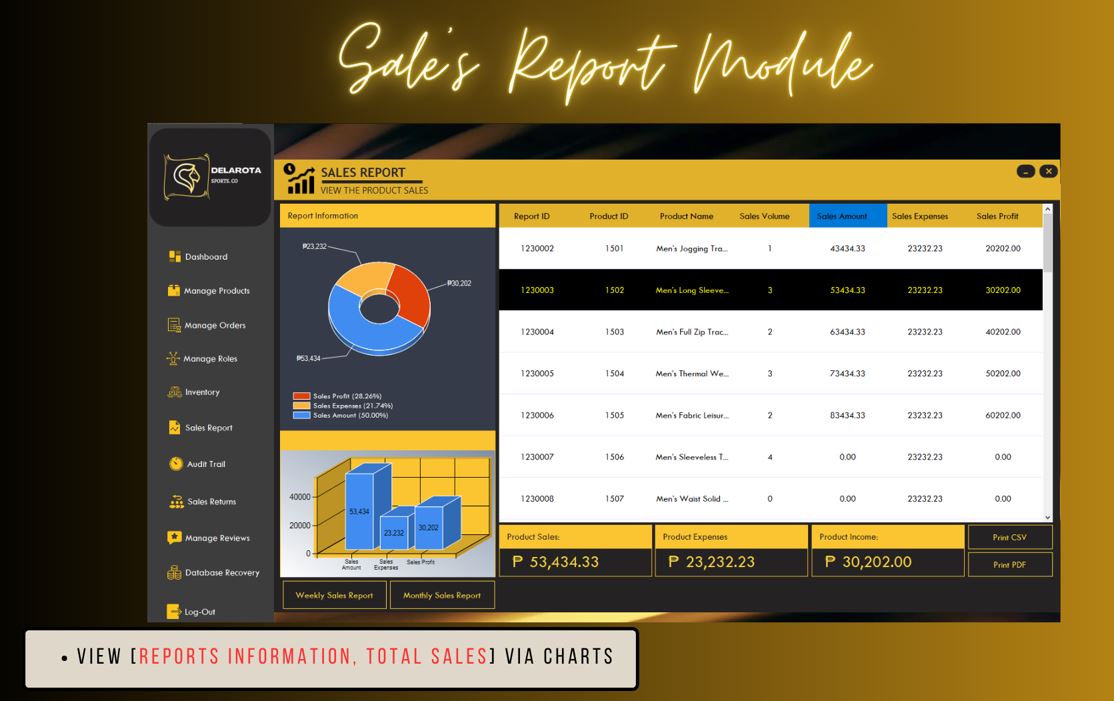 Sale's Report Module
DELAROTA
SPORTS. CO
Dashboard
Manage Products
Manage Orders
Manage Roles
Inventory
Sales Report
Audit Trail
Sales Returns
Manage Reviews
Database Recovery
Log-Out
SALES REPORT
VIEW THE PRODUCT SALES
Report Information
₱23,232
₱30,202
₱53,434
Sales Profit (28.26%)
Sales Expenses (21.74%)
Sales Amount (50.00%)
40000
20000
0
53,434
23,232
30,202
Sales Amount
Sales Expenses
Sales Profit
Weekly Sales Report
Monthly Sales Report
Report ID Product ID Product Name Sales Volume Sales Amount Sales Expenses Sales Profit
1230002 1501 Men's Jogging Tra... 1 43434.33 23232.23 20202.00
1230003 1502 Men's Long Sleeve... 3 53434.33 23232.23 30202.00
1230004 1503 Men's Full Zip Trac... 2 63434.33 23232.23 40202.00
1230005 1504 Men's Thermal We... 3 73434.33 23232.23 50202.00
1230006 1505 Men's Fabric Leisur... 2 83434.33 23232.23 60202.00
1230007 1506 Men's Sleeveless T... 4 0.00 23232.23 0.00
1230008 1507 Men's Waist Solid ... 0 0.00 23232.23 0.00
Product Sales:
₱ 53,434.33
Product Expenses
₱ 23,232.23
Product Income:
₱ 30,202.00
Print CSV
Print PDF
• VIEW [REPORTS INFORMATION, TOTAL SALES] VIA CHARTS